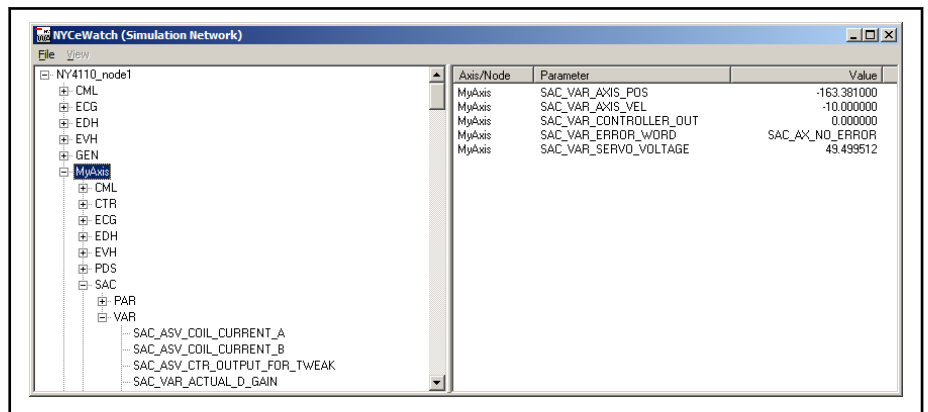 NYCeWatch (Simulation Network)
File View
NY4110_node1
CML
ECG
EDH
EVH
GEN
MyAxis
CML
CTR
ECG
EDH
EVH
PDS
SAC
PAR
VAR
SAC_ASV_COIL_CURRENT_A
SAC_ASV_COIL_CURRENT_B
SAC_ASV_CTR_OUTPUT_FOR_TWEAK
SAC_VAR_ACTUAL_D_GAIN
Axis/Node Parameter Value
MyAxis SAC_VAR_AXIS_POS -163.381000
MyAxis SAC_VAR_AXIS_VEL -10.000000
MyAxis SAC_VAR_CONTROLLER_OUT 0.000000
MyAxis SAC_VAR_ERROR_WORD SAC_AX_NO_ERROR
MyAxis SAC_VAR_SERVO_VOLTAGE 49.499512